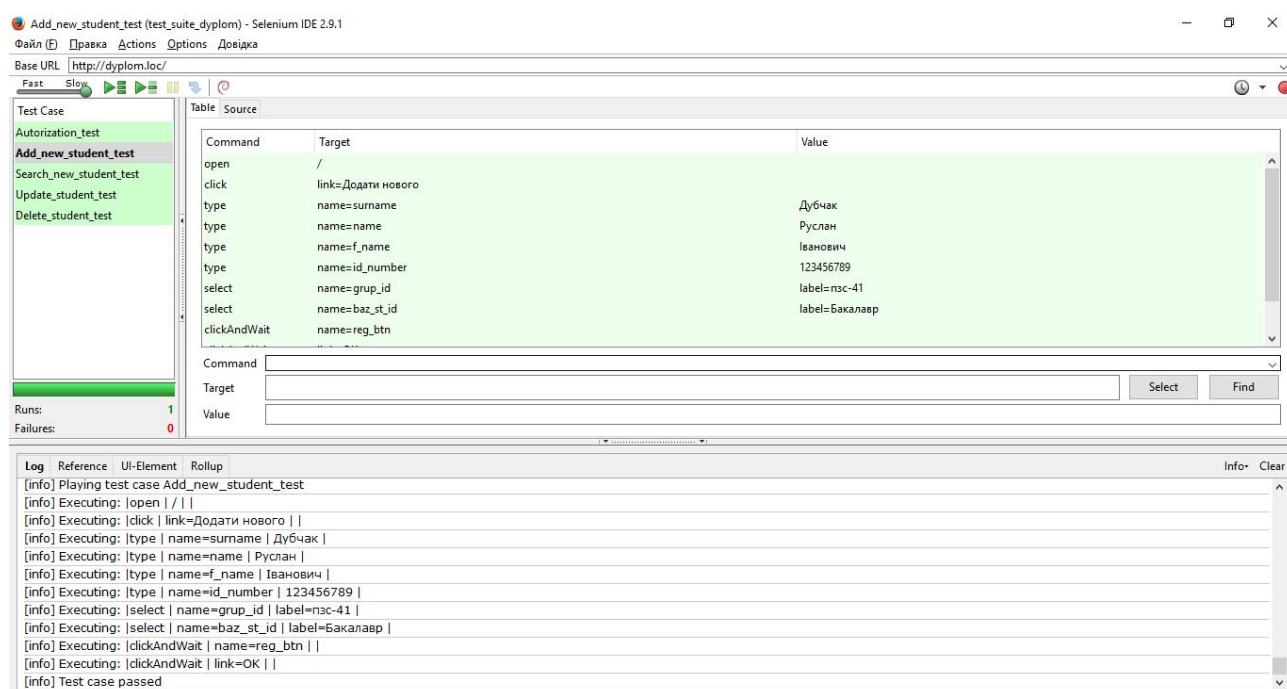 Add_new_student_test (test_suite_dyplom) - Selenium IDE 2.9.1
Файл (F) Правка Actions Options Довідка
Base URL http://dyplom.loc/
Fast Slow
Test Case
Autorization_test
Add_new_student_test
Search_new_student_test
Update_student_test
Delete_student_test
Runs: 1
Failures: 0
Table Source
Command Target Value
open /
click link=Додати нового
type name=surname Дубчак
type name=name Руслан
type name=f_name Іванович
type name=id_number 123456789
select name=grup_id label=пзс-41
select name=baz_st_id label=Бакалавр
clickAndWait name=reg_btn
Command
Target Select Find
Value
Log Reference UI-Element Rollup Info Clear
[info] Playing test case Add_new_student_test
[info] Executing: |open | / | |
[info] Executing: |click | link=Додати нового | |
[info] Executing: |type | name=surname | Дубчак |
[info] Executing: |type | name=name | Руслан |
[info] Executing: |type | name=f_name | Іванович |
[info] Executing: |type | name=id_number | 123456789 |
[info] Executing: |select | name=grup_id | label=пзс-41 |
[info] Executing: |select | name=baz_st_id | label=Бакалавр |
[info] Executing: |clickAndWait | name=reg_btn | |
[info] Executing: |clickAndWait | link=OK | |
[info] Test case passed